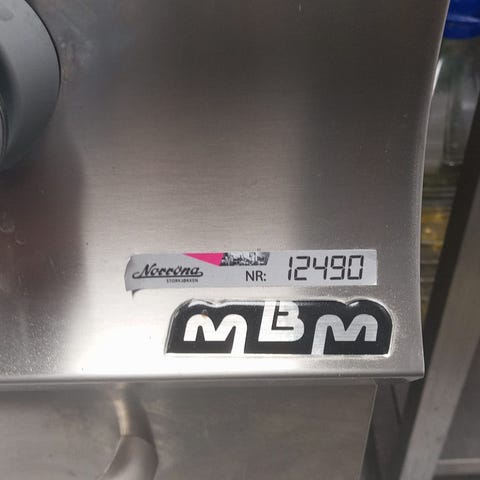 Norrøna
STORKJØKKEN
NR: 12490
MBM